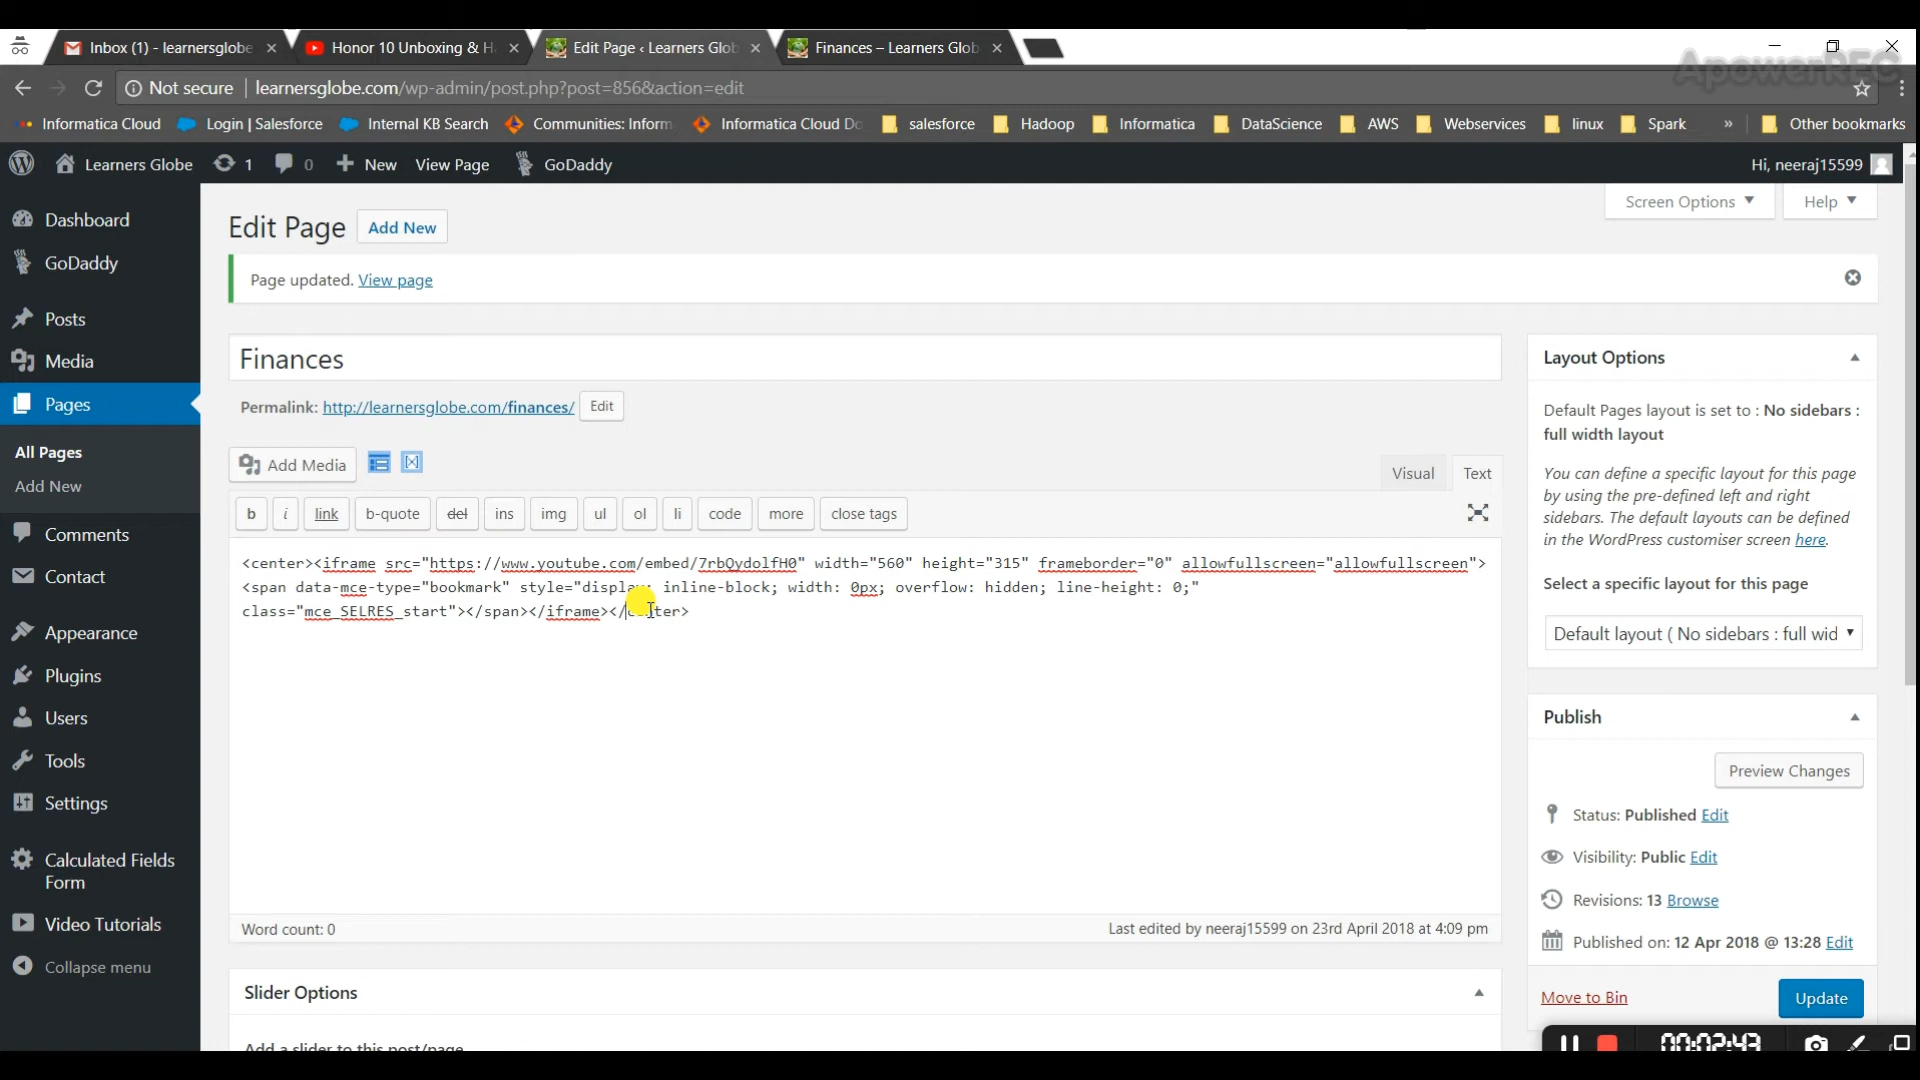 Inbox (1) - learnersglobe
Honor 10 Unboxing & H
Edit Page ‹ Learners Glob
Finances – Learners Glob
ApowerREC
Not secure
learnersglobe.com/wp-admin/post.php?post=856&action=edit
Informatica Cloud
Login | Salesforce
Internal KB Search
Communities: Inform
Informatica Cloud Do
salesforce
Hadoop
Informatica
DataScience
AWS
Webservices
linux
Spark
»
Other bookmarks
Learners Globe
1
0
New
View Page
GoDaddy
Hi, neeraj15599
Dashboard
GoDaddy
Posts
Media
Pages
All Pages
Add New
Comments
Contact
Appearance
Plugins
Users
Tools
Settings
Calculated Fields
Form
Video Tutorials
Collapse menu
Screen Options
Help
Edit Page
Add New
Page updated. View page
Finances
Permalink: http://learnersglobe.com/finances/ Edit
Add Media
Visual
Text
b
i
link
b-quote
del
ins
img
ul
ol
li
code
more
close tags
<center><iframe src="https://www.youtube.com/embed/7rbQydolfH0" width="560" height="315" frameborder="0" allowfullscreen="allowfullscreen">
<span data-mce-type="bookmark" style="display: inline-block; width: 0px; overflow: hidden; line-height: 0;"
class="mce_SELRES_start"></span></iframe></center>
Word count: 0
Last edited by neeraj15599 on 23rd April 2018 at 4:09 pm
Slider Options
Add a slider to this post/page
Layout Options
Default Pages layout is set to : No sidebars :
full width layout
You can define a specific layout for this page
by using the pre-defined left and right
sidebars. The default layouts can be defined
in the WordPress customiser screen here.
Select a specific layout for this page
Default layout ( No sidebars : full wid
Publish
Preview Changes
Status: Published Edit
Visibility: Public Edit
Revisions: 13 Browse
Published on: 12 Apr 2018 @ 13:28 Edit
Move to Bin
Update
00:02:43